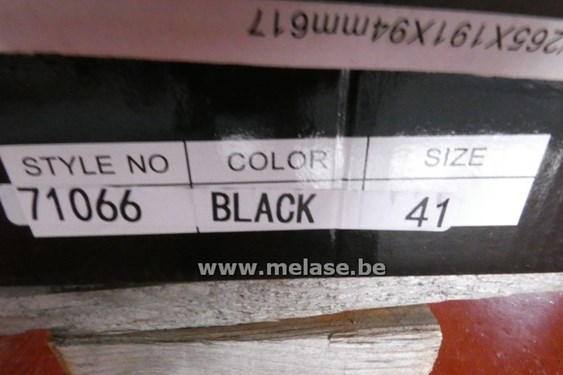 265X191X94mm617
STYLE NO COLOR SIZE
71066 BLACK 41
www.melase.be